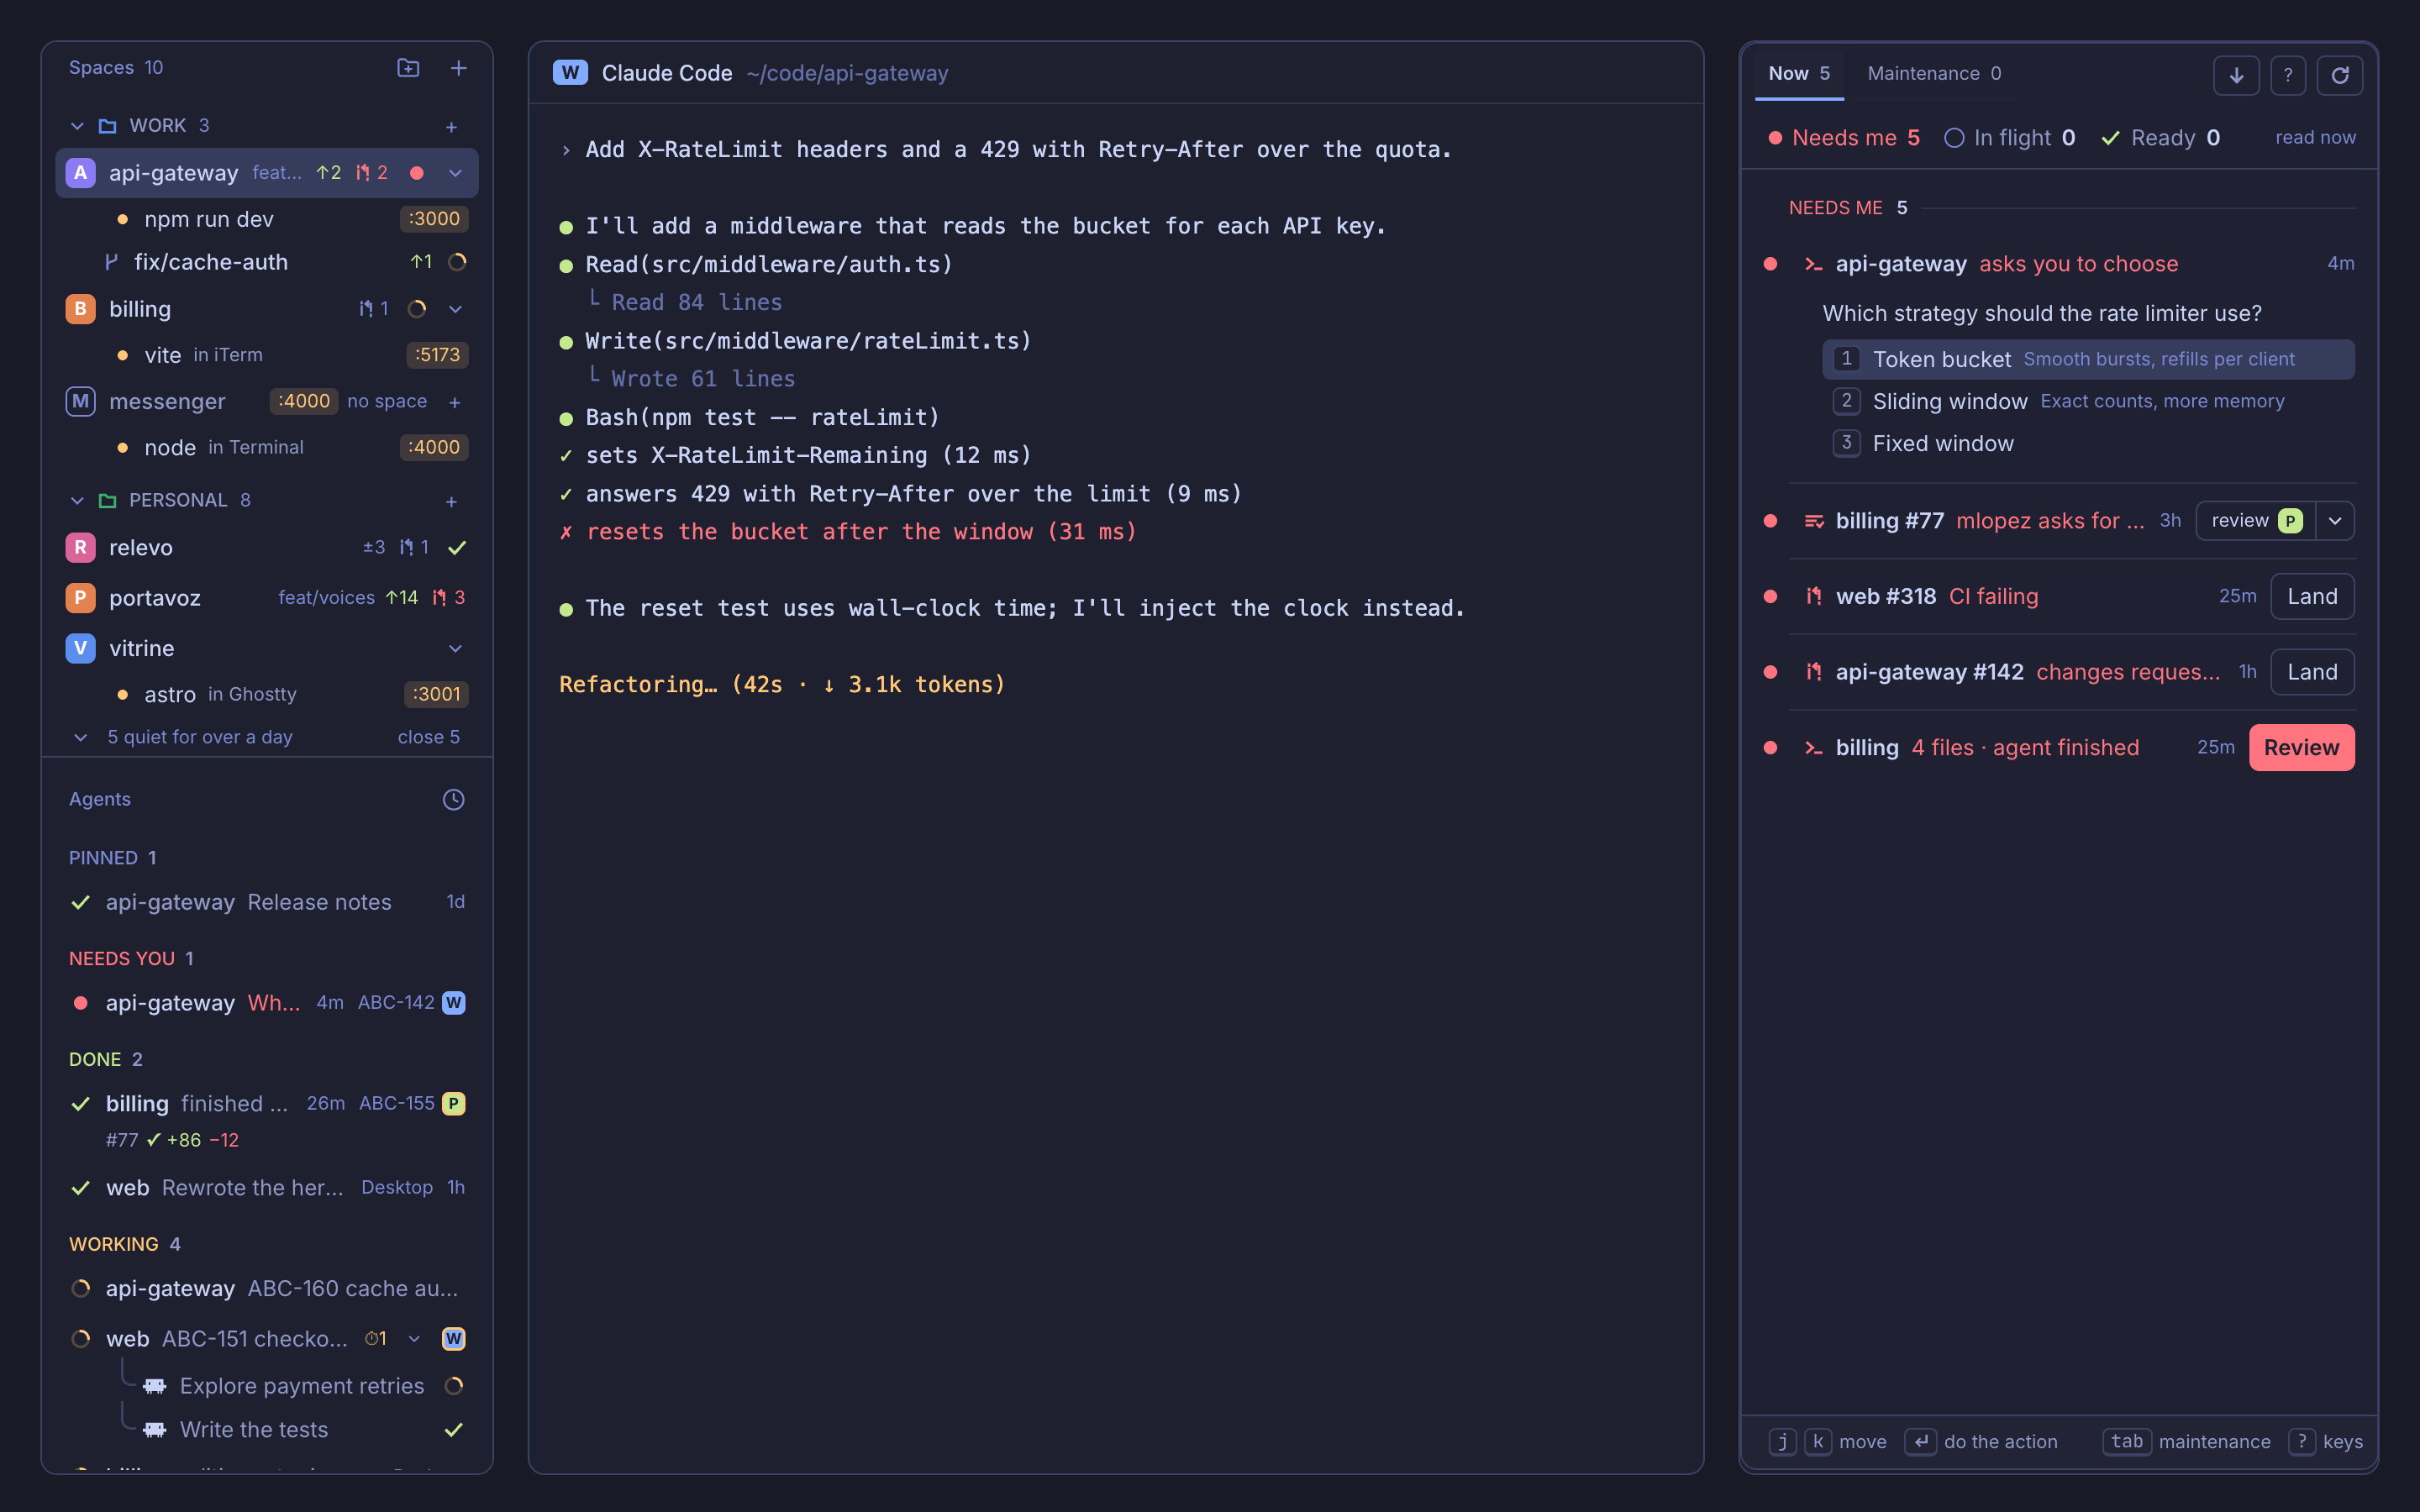 Spaces 10
WORK 3
A api-gateway feat... ↑2 2
npm run dev :3000
fix/cache-auth ↑1
B billing 1
vite in iTerm :5173
M messenger :4000 no space +
node in Terminal :4000
PERSONAL 8
R relevo ±3 1
P portavoz feat/voices ↑14 3
V vitrine
astro in Ghostty :3001
5 quiet for over a day close 5
Agents
PINNED 1
api-gateway Release notes 1d
NEEDS YOU 1
api-gateway Wh... 4m ABC-142 W
DONE 2
billing finished ... 26m ABC-155 P
#77 ✓ +86 −12
web Rewrote the her... Desktop 1h
WORKING 4
api-gateway ABC-160 cache au...
web ABC-151 checko... 1 W
Explore payment retries
Write the tests
W Claude Code ~/code/api-gateway
› Add X-RateLimit headers and a 429 with Retry-After over the quota.
● I'll add a middleware that reads the bucket for each API key.
● Read(src/middleware/auth.ts)
└ Read 84 lines
● Write(src/middleware/rateLimit.ts)
└ Wrote 61 lines
● Bash(npm test -- rateLimit)
✓ sets X-RateLimit-Remaining (12 ms)
✓ answers 429 with Retry-After over the limit (9 ms)
✗ resets the bucket after the window (31 ms)
● The reset test uses wall-clock time; I'll inject the clock instead.
Refactoring… (42s · ↓ 3.1k tokens)
Now 5 Maintenance 0 ?
Needs me 5 In flight 0 Ready 0 read now
NEEDS ME 5
api-gateway asks you to choose 4m
Which strategy should the rate limiter use?
1 Token bucket Smooth bursts, refills per client
2 Sliding window Exact counts, more memory
3 Fixed window
billing #77 mlopez asks for ... 3h review P
web #318 CI failing 25m Land
api-gateway #142 changes reques... 1h Land
billing 4 files · agent finished 25m Review
j k move ↵ do the action tab maintenance ? keys